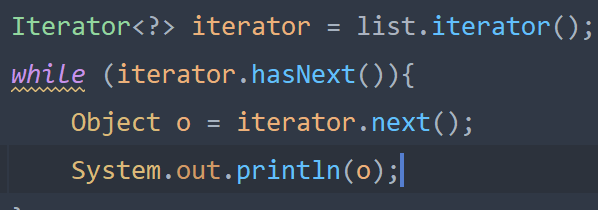 Iterator<?> iterator = list.iterator();
while (iterator.hasNext()){
    Object o = iterator.next();
    System.out.println(o);
}